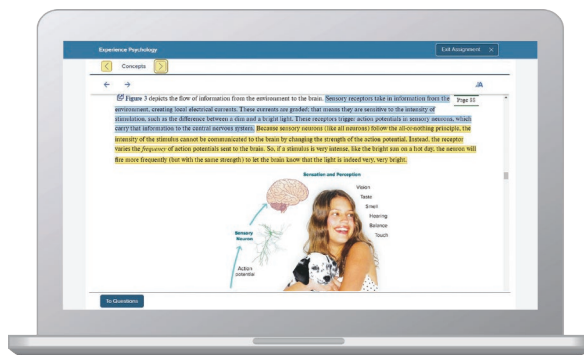 Experience Psychology
Exit Assignment X
Concepts
Figure 3 depicts the flow of information from the environment to the brain. Sensory receptors take in information from the
Page 88
environment, creating local electrical currents. These currents are graded; that means they are sensitive to the intensity of
stimulation, such as the difference between a dim and a bright light. These receptors trigger action potentials in sensory neurons, which
carry that information to the central nervous system. Because sensory neurons (like all neurons) follow the all-or-nothing principle, the
intensity of the stimulus cannot be communicated to the brain by changing the strength of the action potential. Instead, the receptor
varies the frequency of action potentials sent to the brain. So, if a stimulus is very intense, like the bright sun on a hot day, the neuron will
fire more frequently (but with the same strength) to let the brain know that the light is indeed very, very bright.
Sensation and Perception
Vision
Taste
Smell
Hearing
Balance
Touch
Sensory
Neuron
Action
potential
To Questions